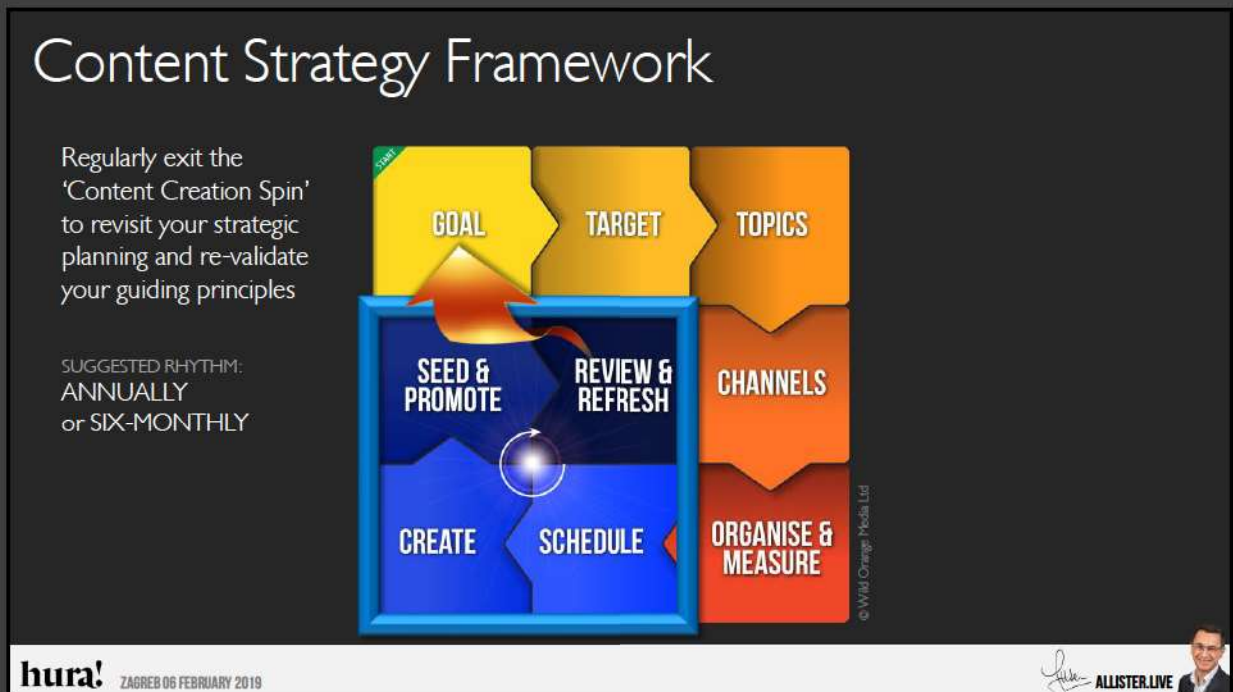 Content Strategy Framework
Regularly exit the
‘Content Creation Spin’
to revisit your strategic
planning and re-validate
your guiding principles
SUGGESTED RHYTHM:
ANNUALLY
or SIX-MONTHLY
START
GOAL
TARGET
TOPICS
SEED &
PROMOTE
REVIEW &
REFRESH
CHANNELS
CREATE
SCHEDULE
ORGANISE &
MEASURE
© Wild Orange Media Ltd
hura!
ZAGREB 06 FEBRUARY 2019
ALLISTER.LIVE